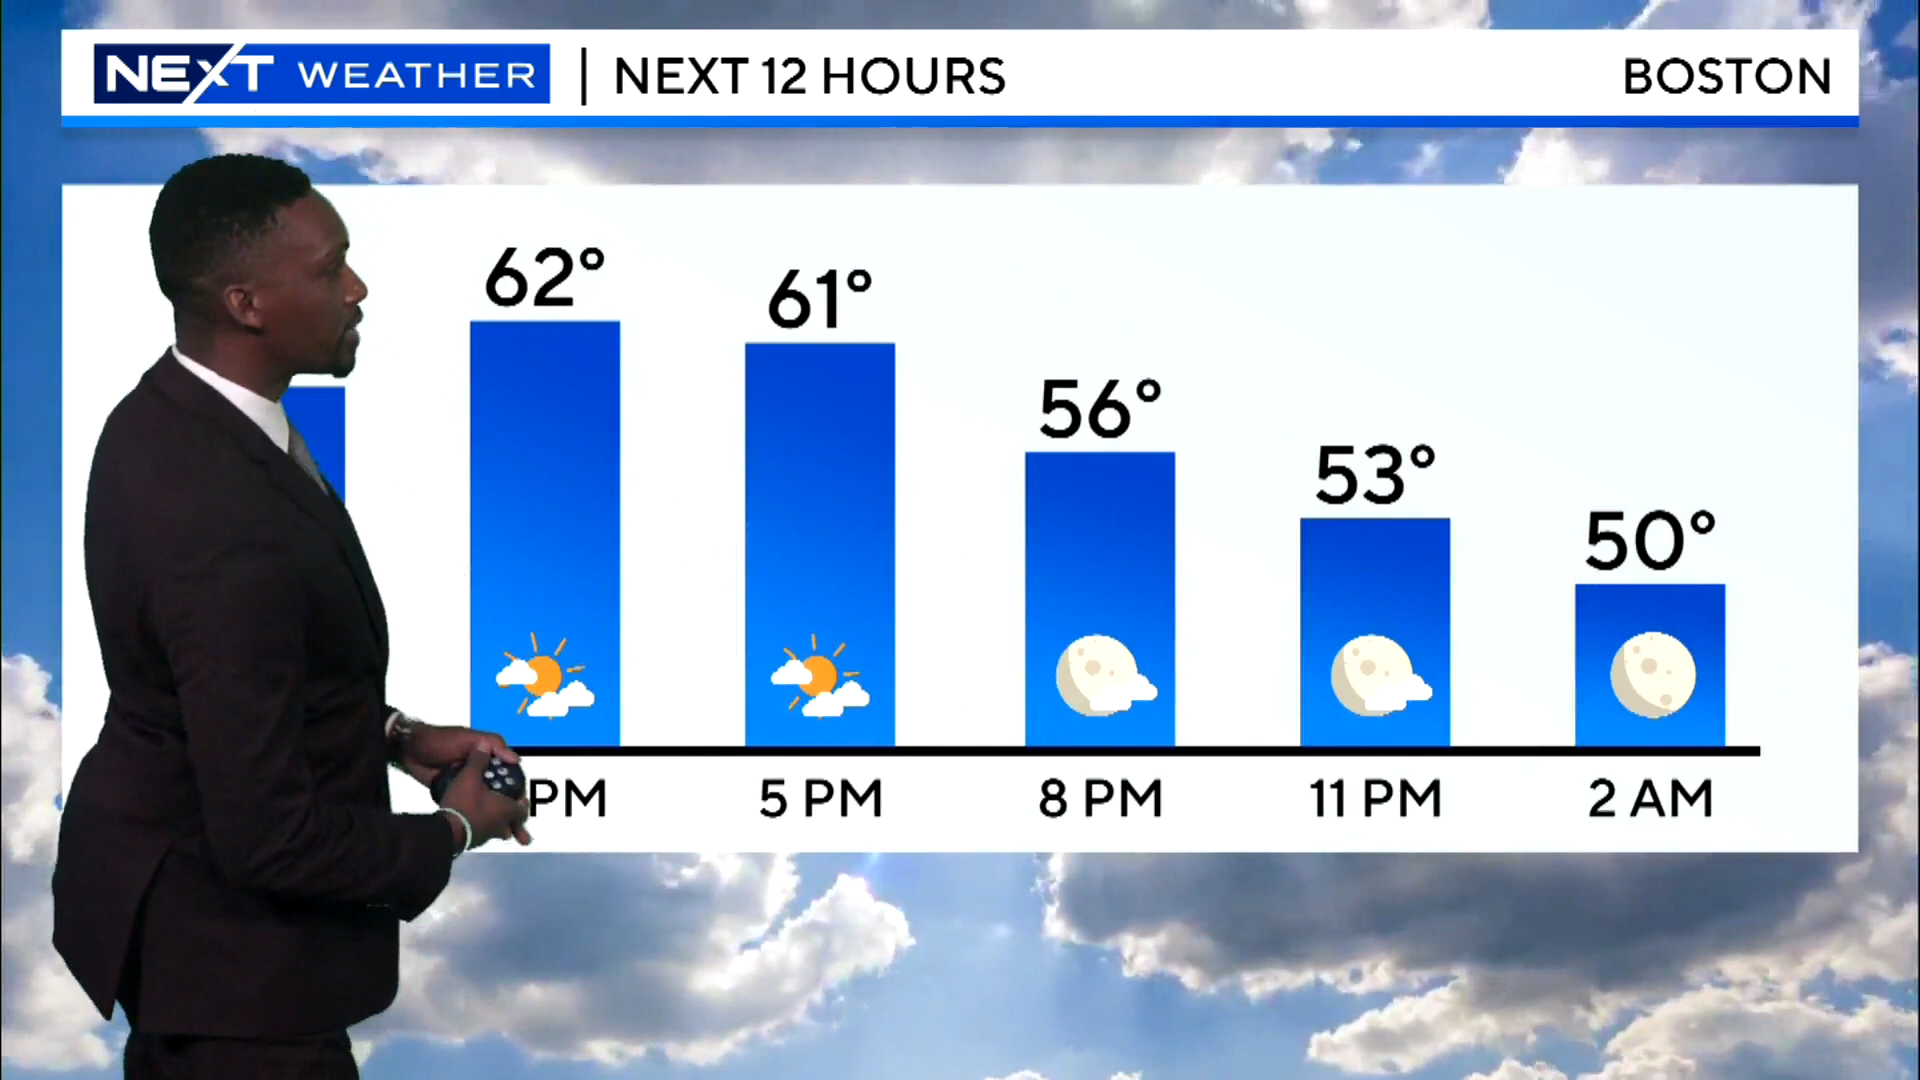 NEXT WEATHER | NEXT 12 HOURS
BOSTON
62°
61°
56°
53°
50°
PM
5 PM
8 PM
11 PM
2 AM